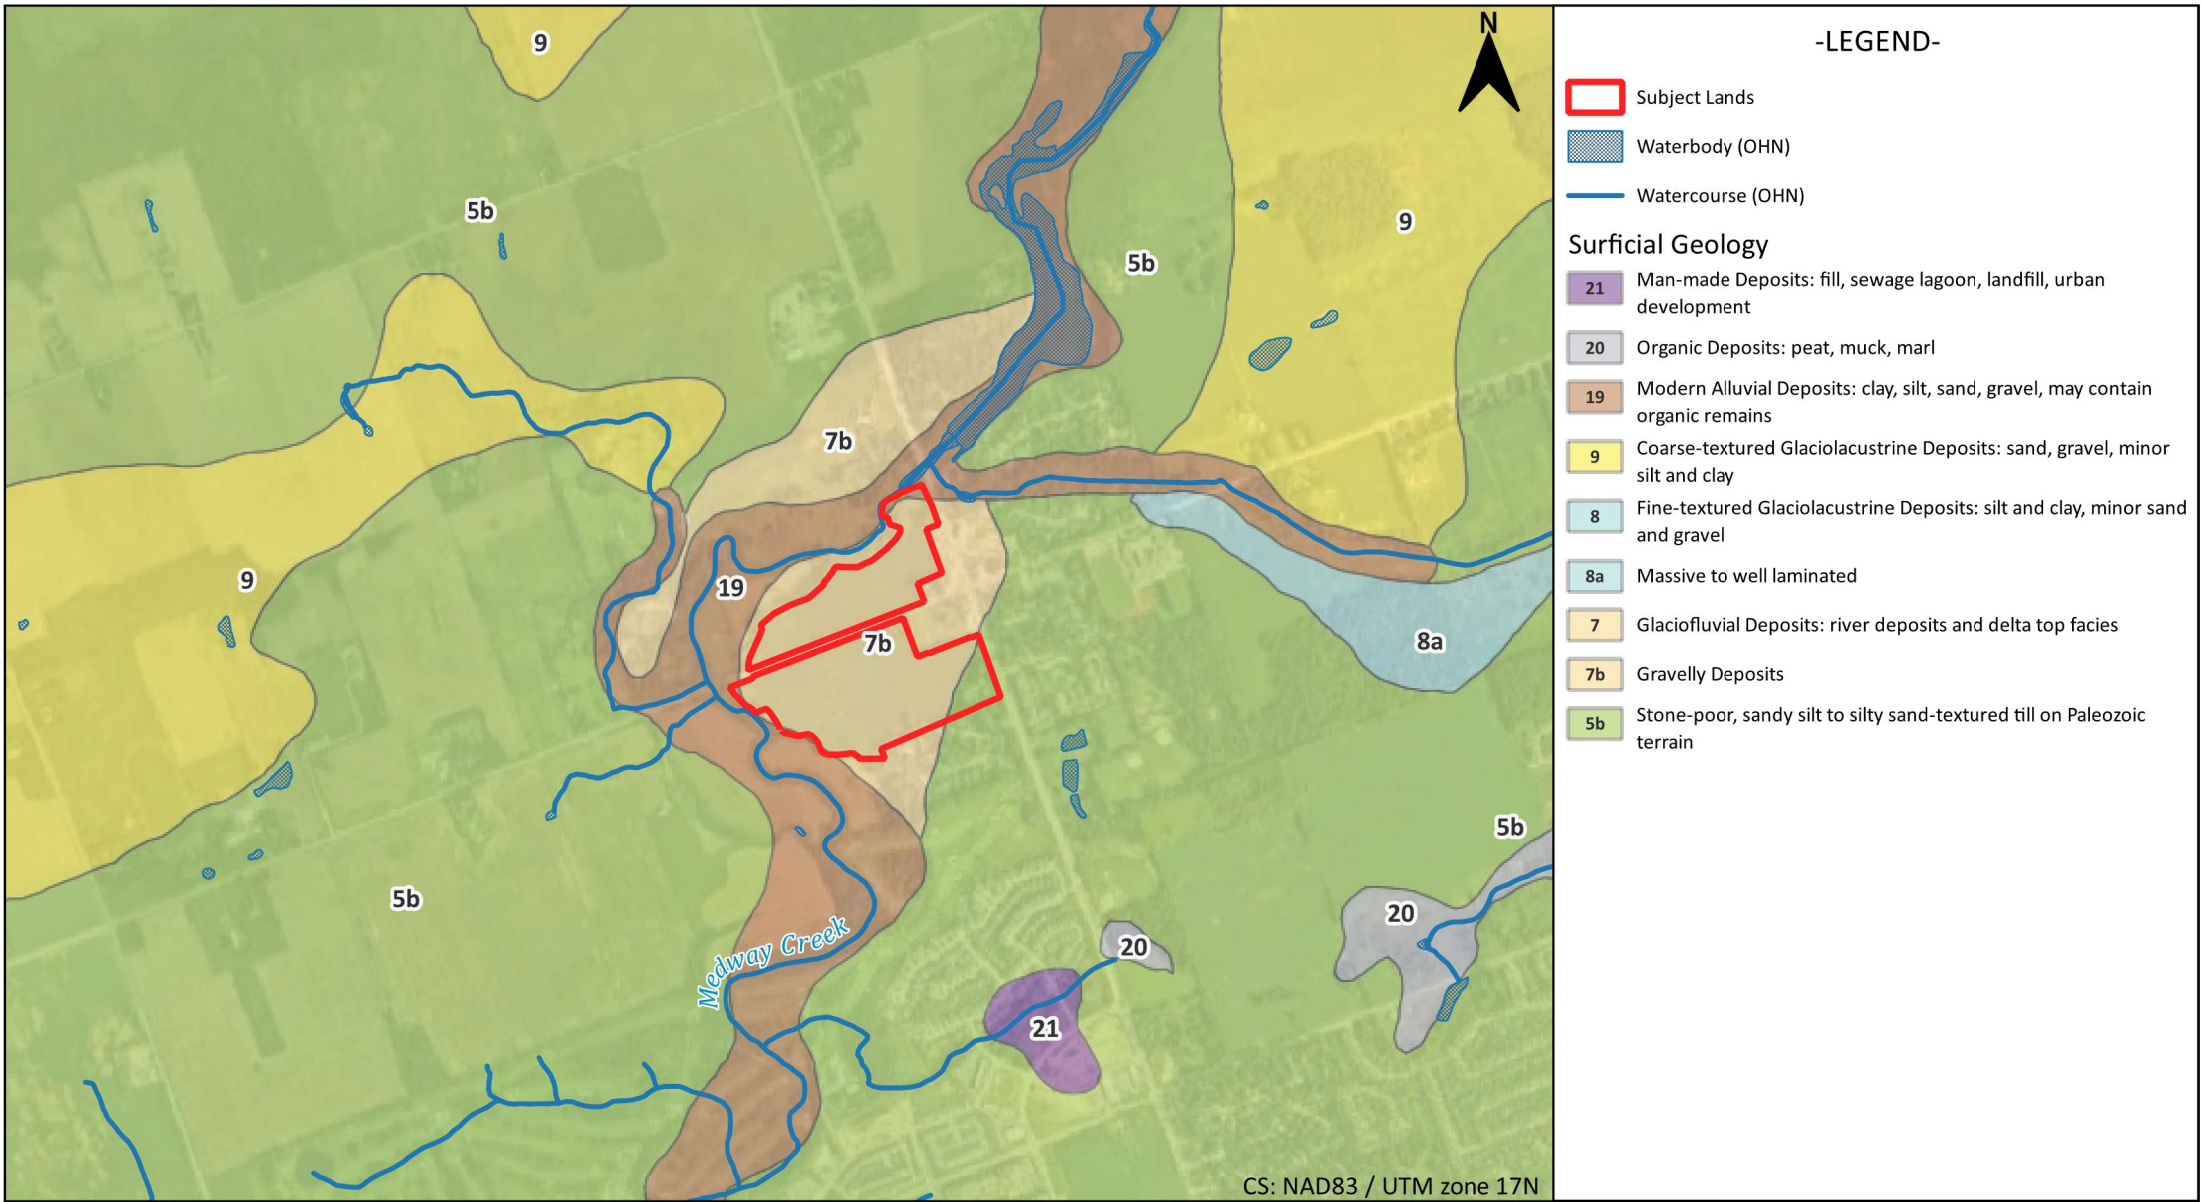 9
N
5b
9
5b
7b
9
19
7b
8a
5b
5b
20
20
21
Medway Creek
CS: NAD83 / UTM zone 17N
-LEGEND-
Subject Lands
Waterbody (OHN)
Watercourse (OHN)
Surficial Geology
21
Man-made Deposits: fill, sewage lagoon, landfill, urban
development
20
Organic Deposits: peat, muck, marl
19
Modern Alluvial Deposits: clay, silt, sand, gravel, may contain
organic remains
9
Coarse-textured Glaciolacustrine Deposits: sand, gravel, minor
silt and clay
8
Fine-textured Glaciolacustrine Deposits: silt and clay, minor sand
and gravel
8a
Massive to well laminated
7
Glaciofluvial Deposits: river deposits and delta top facies
7b
Gravelly Deposits
5b
Stone-poor, sandy silt to silty sand-textured till on Paleozoic
terrain